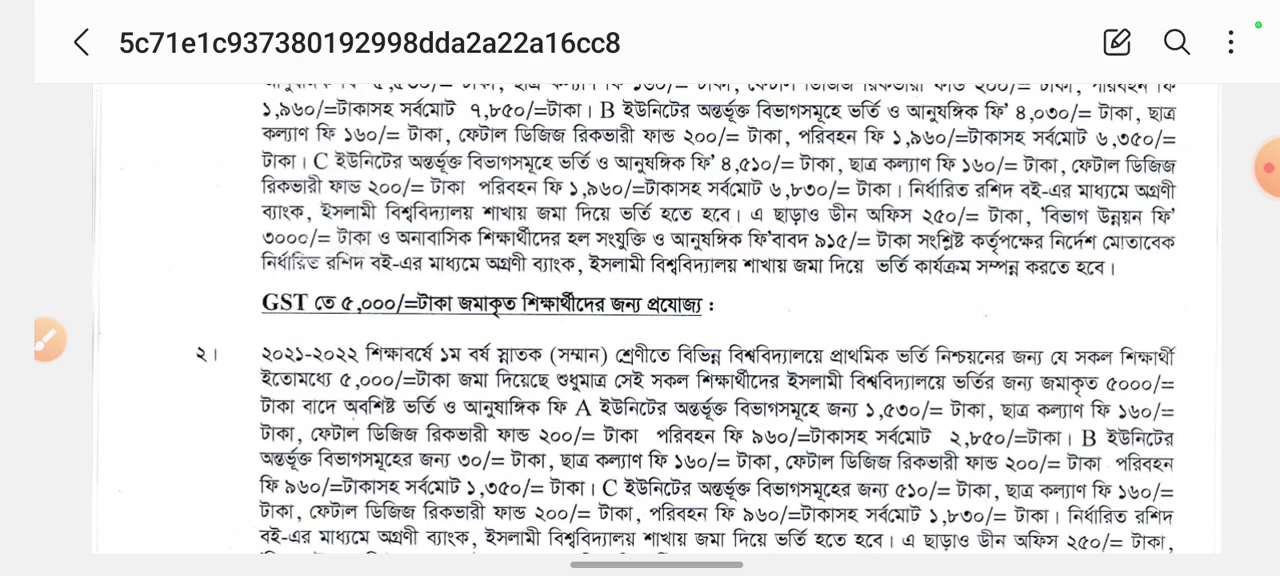 5c71e1c937380192998dda2a22a16cc8
১,৯৬০/=টাকাসহ সর্বমোট ৭,৮৫০/=টাকা। B ইউনিটের অন্তর্ভূক্ত বিভাগসমূহে ভর্তি ও আনুষঙ্গিক ফি' ৪,০৩০/= টাকা, ছাত্র
কল্যাণ ফি ১৬০/= টাকা, ফেটাল ডিজিজ রিকভারী ফান্ড ২০০/= টাকা, পরিবহন ফি ১,৯৬০/=টাকাসহ সর্বমোট ৬,৩৫০/=
টাকা। C ইউনিটের অন্তর্ভূক্ত বিভাগসমূহে ভর্তি ও আনুষঙ্গিক ফি' ৪,৫১০/= টাকা, ছাত্র কল্যাণ ফি ১৬০/= টাকা, ফেটাল ডিজিজ
রিকভারী ফান্ড ২০০/= টাকা পরিবহন ফি ১,৯৬০/=টাকাসহ সর্বমোট ৬,৮৩০/= টাকা। নির্ধারিত রশিদ বই-এর মাধ্যমে অগ্রণী
ব্যাংক, ইসলামী বিশ্ববিদ্যালয় শাখায় জমা দিয়ে ভর্তি হতে হবে। এ ছাড়াও ডীন অফিস ২৫০/= টাকা, 'বিভাগ উন্নয়ন ফি'
৩০০০/= টাকা ও অনাবাসিক শিক্ষার্থীদের হল সংযুক্তি ও আনুষঙ্গিক ফি'বাবদ ৯১৫/= টাকা সংশ্লিষ্ট কর্তৃপক্ষের নির্দেশ মোতাবেক
নির্ধারিত রশিদ বই-এর মাধ্যমে অগ্রণী ব্যাংক, ইসলামী বিশ্ববিদ্যালয় শাখায় জমা দিয়ে ভর্তি কার্যক্রম সম্পন্ন করতে হবে।
GST তে ৫,০০০/=টাকা জমাকৃত শিক্ষার্থীদের জন্য প্রযোজ্য :
২। ২০২১-২০২২ শিক্ষাবর্ষে ১ম বর্ষ স্নাতক (সম্মান) শ্রেণীতে বিভিন্ন বিশ্ববিদ্যালয়ে প্রাথমিক ভর্তি নিশ্চয়নের জন্য যে সকল শিক্ষার্থী
ইতোমধ্যে ৫,০০০/=টাকা জমা দিয়েছে শুধুমাত্র সেই সকল শিক্ষার্থীদের ইসলামী বিশ্ববিদ্যালয়ে ভর্তির জন্য জমাকৃত ৫০০০/=
টাকা বাদে অবশিষ্ট ভর্তি ও আনুষাঙ্গিক ফি A ইউনিটের অন্তর্ভূক্ত বিভাগসমূহে জন্য ১,৫৩০/= টাকা, ছাত্র কল্যাণ ফি ১৬০/=
টাকা, ফেটাল ডিজিজ রিকভারী ফান্ড ২০০/= টাকা পরিবহন ফি ৯৬০/=টাকাসহ সর্বমোট ২,৮৫০/=টাকা। B ইউনিটের
অন্তর্ভূক্ত বিভাগসমূহের জন্য ৩০/= টাকা, ছাত্র কল্যাণ ফি ১৬০/= টাকা, ফেটাল ডিজিজ রিকভারী ফান্ড ২০০/= টাকা পরিবহন
ফি ৯৬০/=টাকাসহ সর্বমোট ১,৩৫০/= টাকা। C ইউনিটের অন্তর্ভূক্ত বিভাগসমূহের জন্য ৫১০/= টাকা, ছাত্র কল্যাণ ফি ১৬০/=
টাকা, ফেটাল ডিজিজ রিকভারী ফান্ড ২০০/= টাকা, পরিবহন ফি ৯৬০/=টাকাসহ সর্বমোট ১,৮৩০/= টাকা। নির্ধারিত রশিদ
বই-এর মাধ্যমে অগ্রণী ব্যাংক, ইসলামী বিশ্ববিদ্যালয় শাখায় জমা দিয়ে ভর্তি হতে হবে। এ ছাড়াও ডীন অফিস ২৫০/= টাকা,